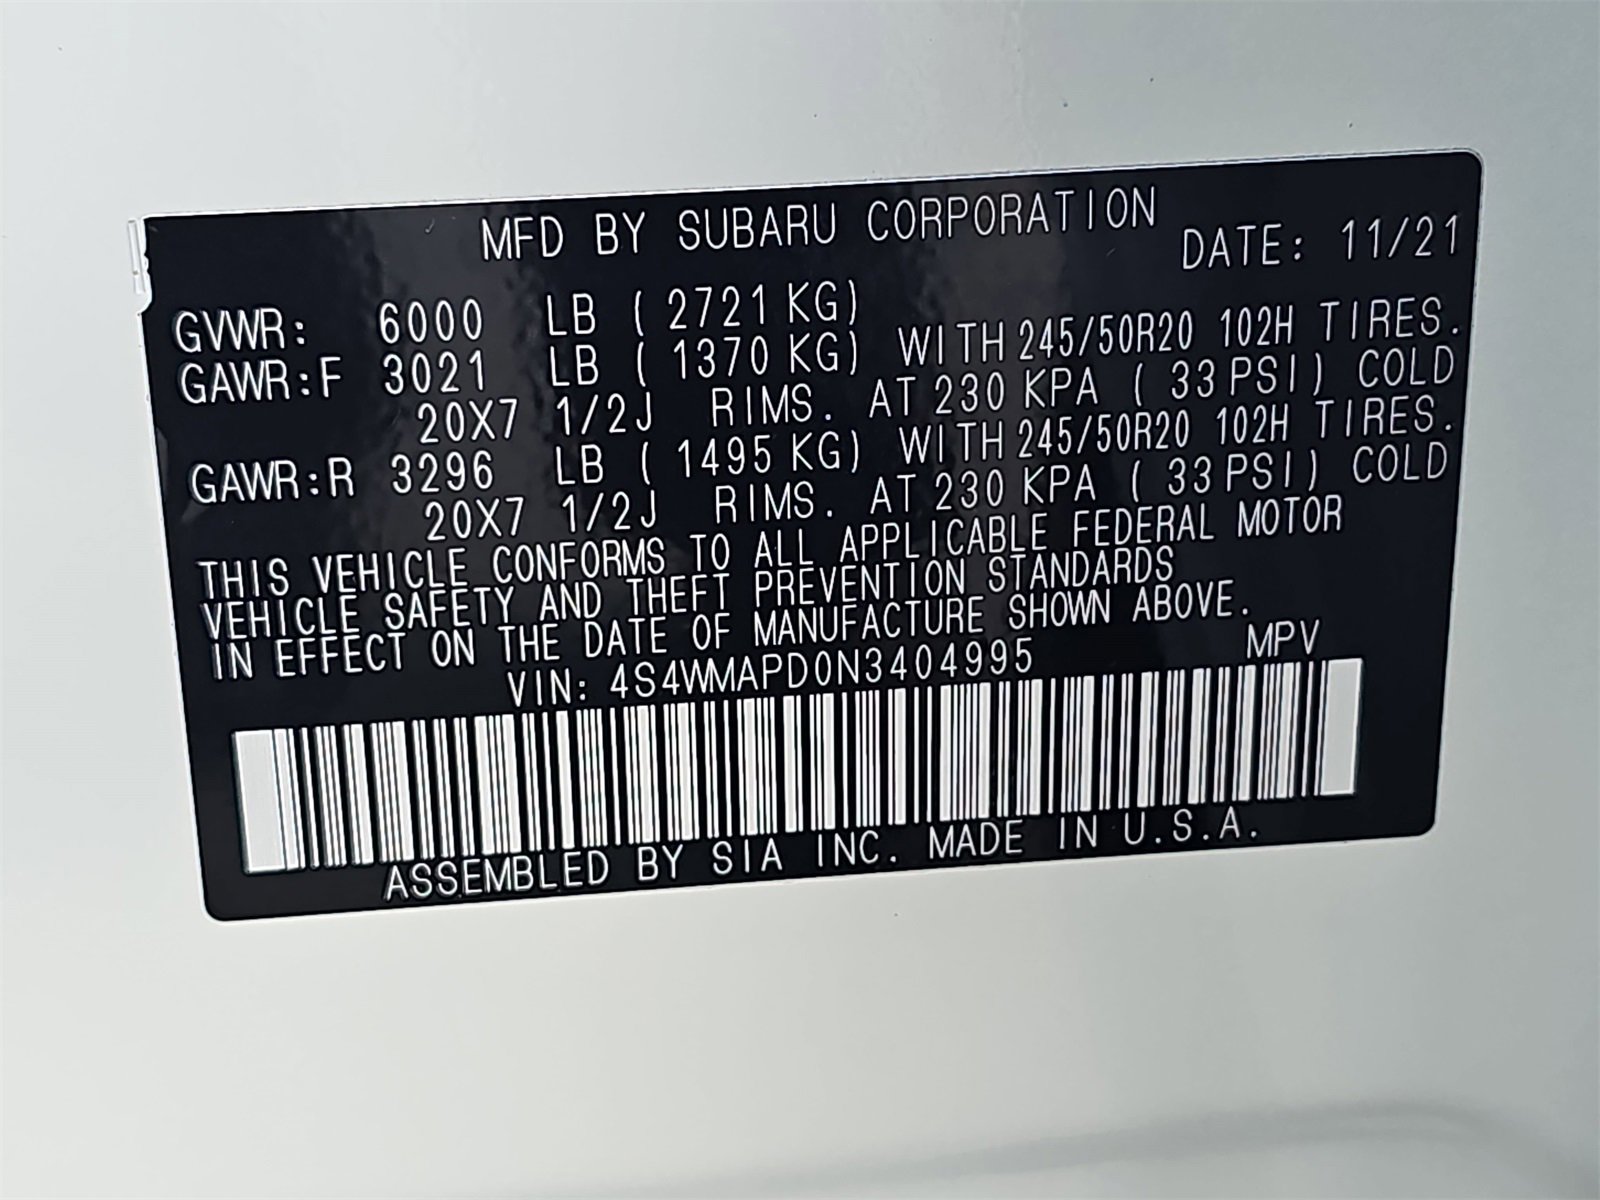 MFD BY SUBARU CORPORATION DATE: 11/21
GVWR: 6000 LB ( 2721 KG)
GAWR:F 3021 LB ( 1370 KG) WITH 245/50R20 102H TIRES.
20X7 1/2J RIMS. AT 230 KPA ( 33 PSI) COLD
GAWR:R 3296 LB ( 1495 KG) WITH 245/50R20 102H TIRES.
20X7 1/2J RIMS. AT 230 KPA ( 33 PSI) COLD
THIS VEHICLE CONFORMS TO ALL APPLICABLE FEDERAL MOTOR
VEHICLE SAFETY AND THEFT PREVENTION STANDARDS
IN EFFECT ON THE DATE OF MANUFACTURE SHOWN ABOVE.
VIN: 4S4WMAPD0N3404995 MPV
ASSEMBLED BY SIA INC. MADE IN U.S.A.